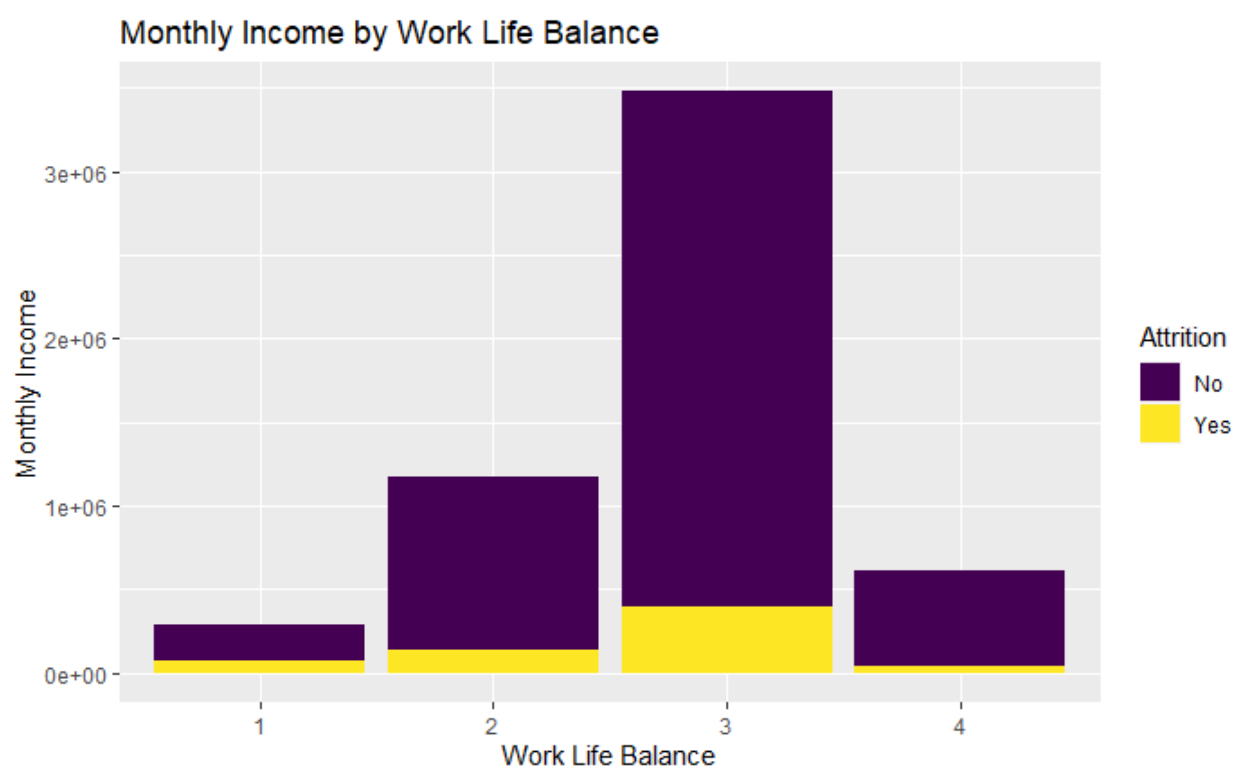 Monthly Income by Work Life Balance
Monthly Income
3e+06
2e+06
1e+06
0e+00
1 2 3 4
Work Life Balance
Attrition
No
Yes